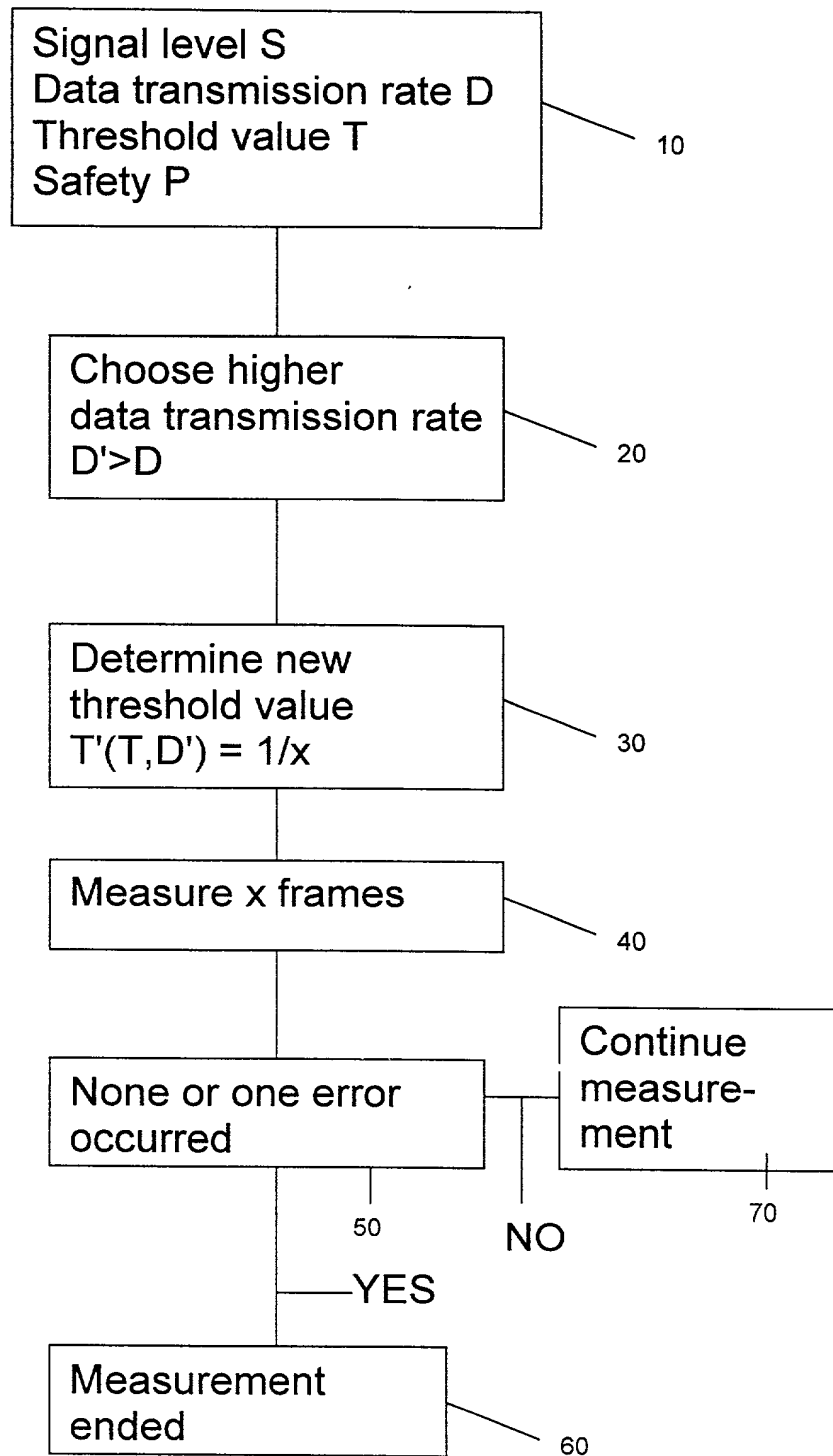 Signal level S
Data transmission rate D
Threshold value T
Safety P
10
Choose higher
data transmission rate
D'>D
20
Determine new
threshold value
T'(T,D') = 1/x
30
Measure x frames
40
None or one error
occurred
50
NO
Continue
measure-
ment
70
YES
Measurement
ended
60